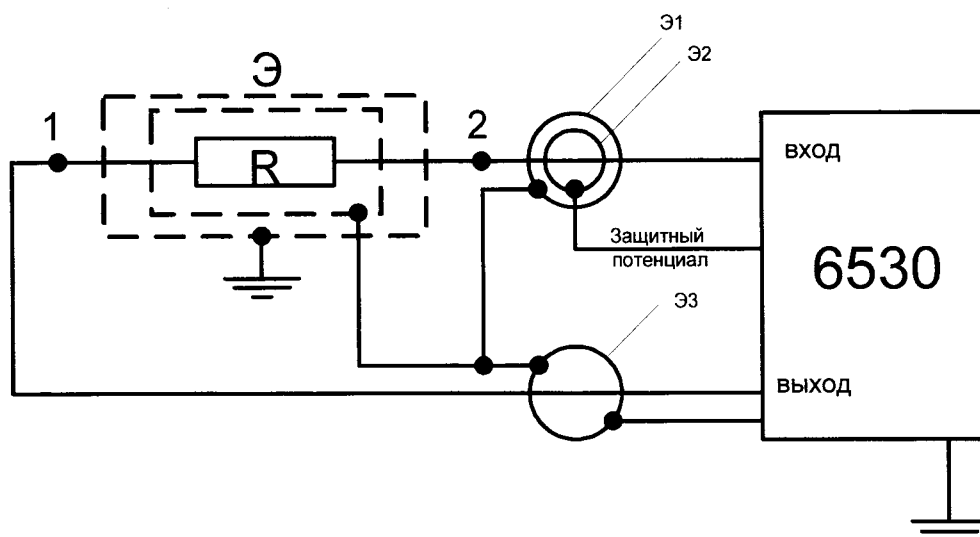 Э1
Э2
Э
1
2
R
ВХОД
Защитный
потенциал
6530
Э3
ВЫХОД